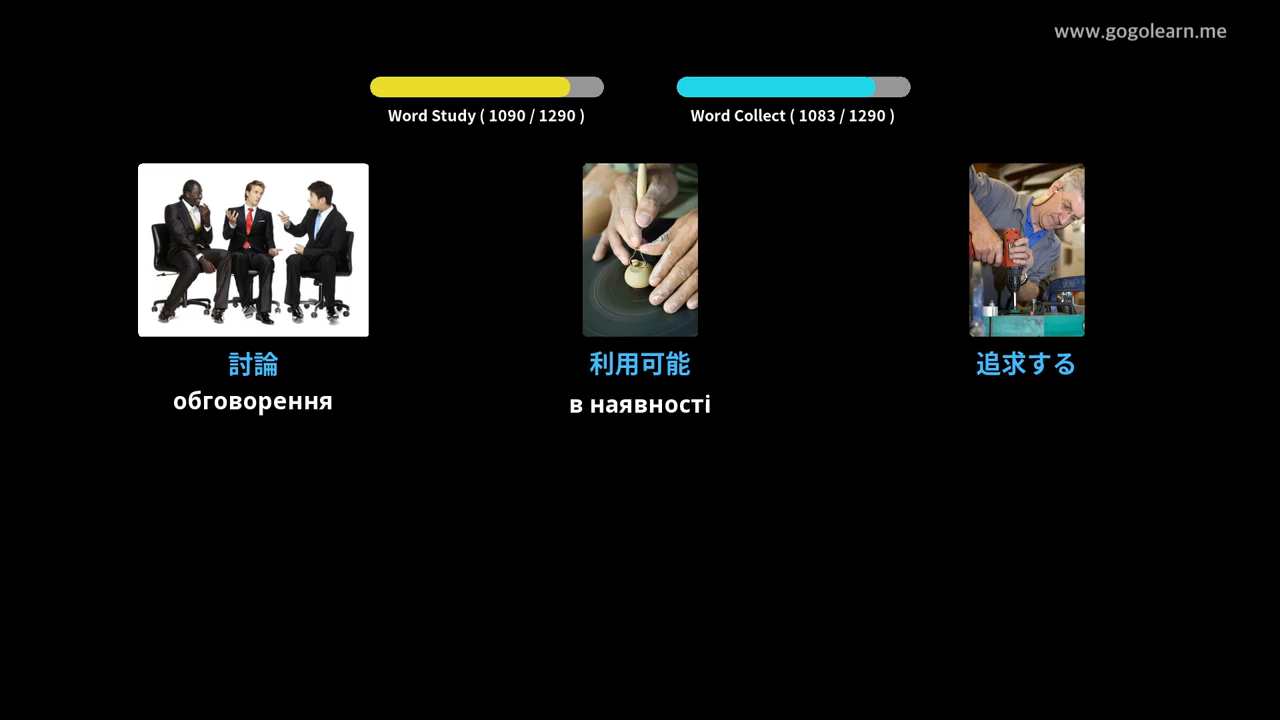 www.gogolearn.me
Word Study ( 1090 / 1290 )
Word Collect ( 1083 / 1290 )
討論
利用可能
追求する
обговорення
в наявності